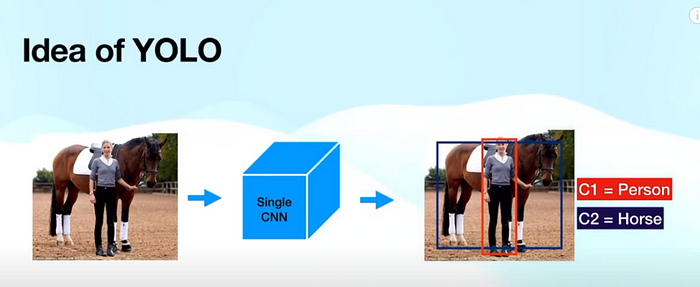 Idea of YOLO
Single
CNN
C1 = Person
C2 = Horse